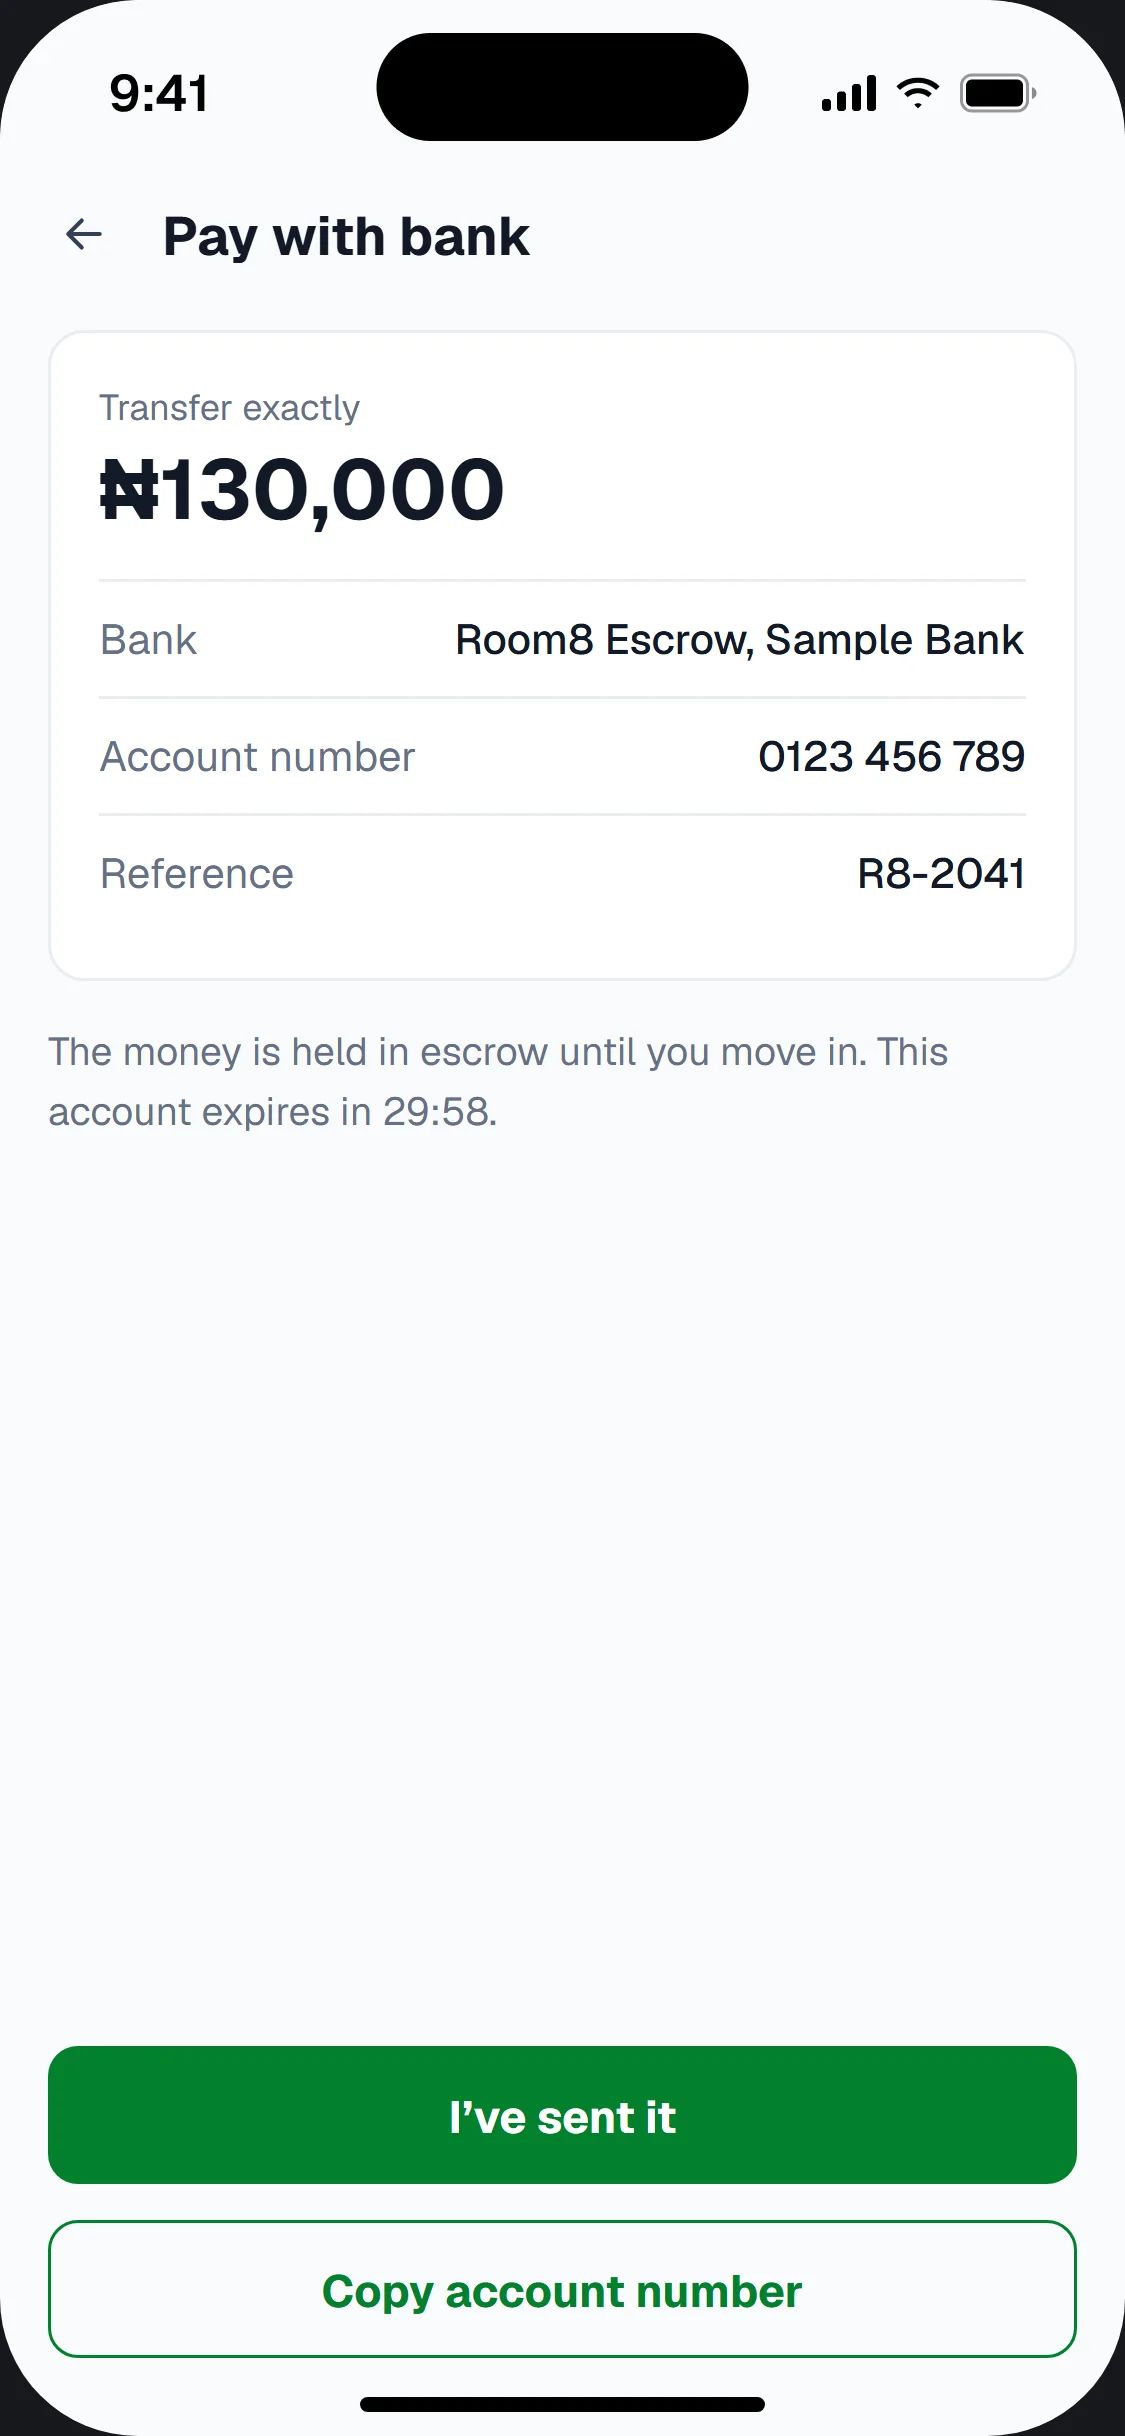 9:41
Pay with bank
Transfer exactly
₦130,000
Bank Room8 Escrow, Sample Bank
Account number 0123 456 789
Reference R8-2041
The money is held in escrow until you move in. This
account expires in 29:58.
I’ve sent it
Copy account number